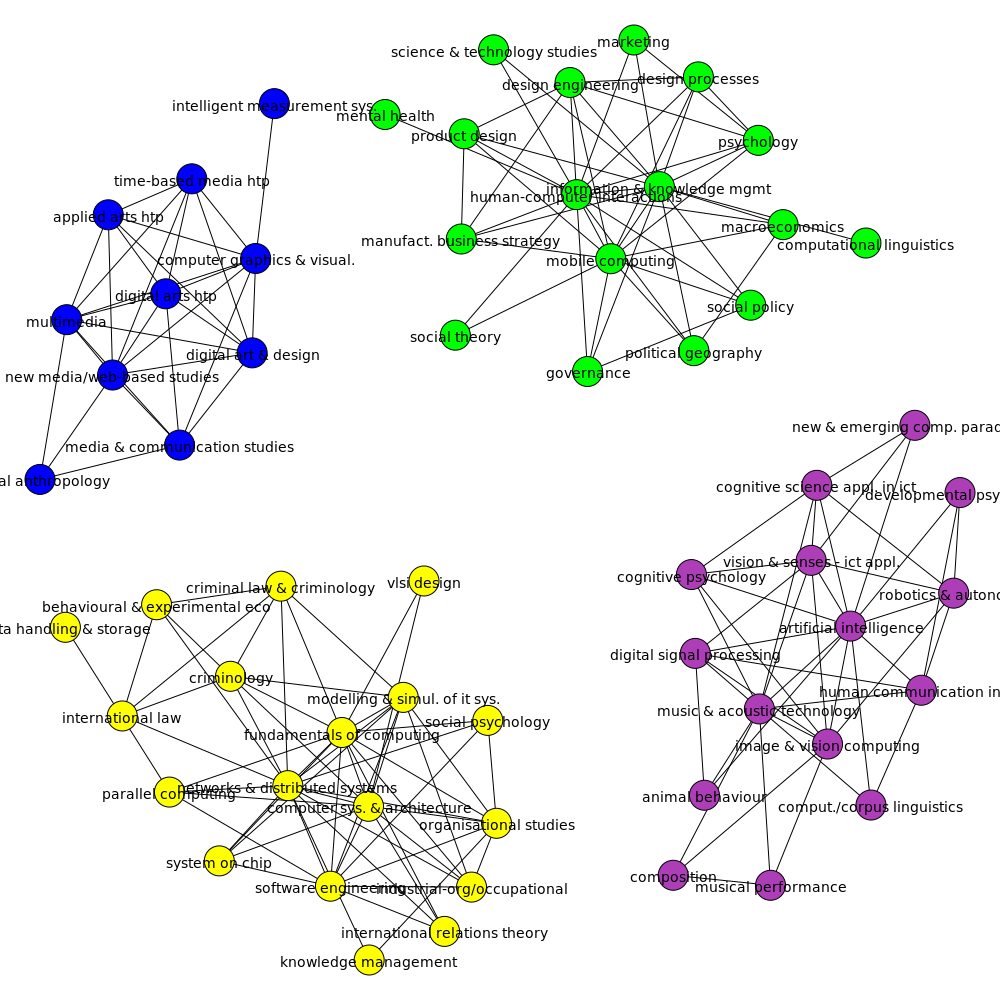 intelligent measurement sys.
time-based media htp
applied arts htp
computer graphics & visual.
digital arts htp
multimedia
digital art & design
new media/web-based studies
media & communication studies
al anthropology
science & technology studies
marketing
design engineering
design processes
mental health
product design
psychology
information & knowledge mgmt
human-computer interactions
macroeconomics
manufact. business strategy
computational linguistics
mobile computing
social policy
social theory
political geography
governance
new & emerging comp. parad
cognitive science appl. in ict
developmental psy
vision & senses - ict appl.
cognitive psychology
robotics & autono
artificial intelligence
digital signal processing
human communication in
music & acoustic technology
image & vision computing
animal behaviour
comput./corpus linguistics
composition
musical performance
criminal law & criminology
vlsi design
behavioural & experimental eco
ta handling & storage
criminology
modelling & simul. of it sys.
international law
social psychology
fundamentals of computing
networks & distributed systems
parallel computing
computer sys. & architecture
organisational studies
system on chip
software engineering
industrial-org/occupational
international relations theory
knowledge management